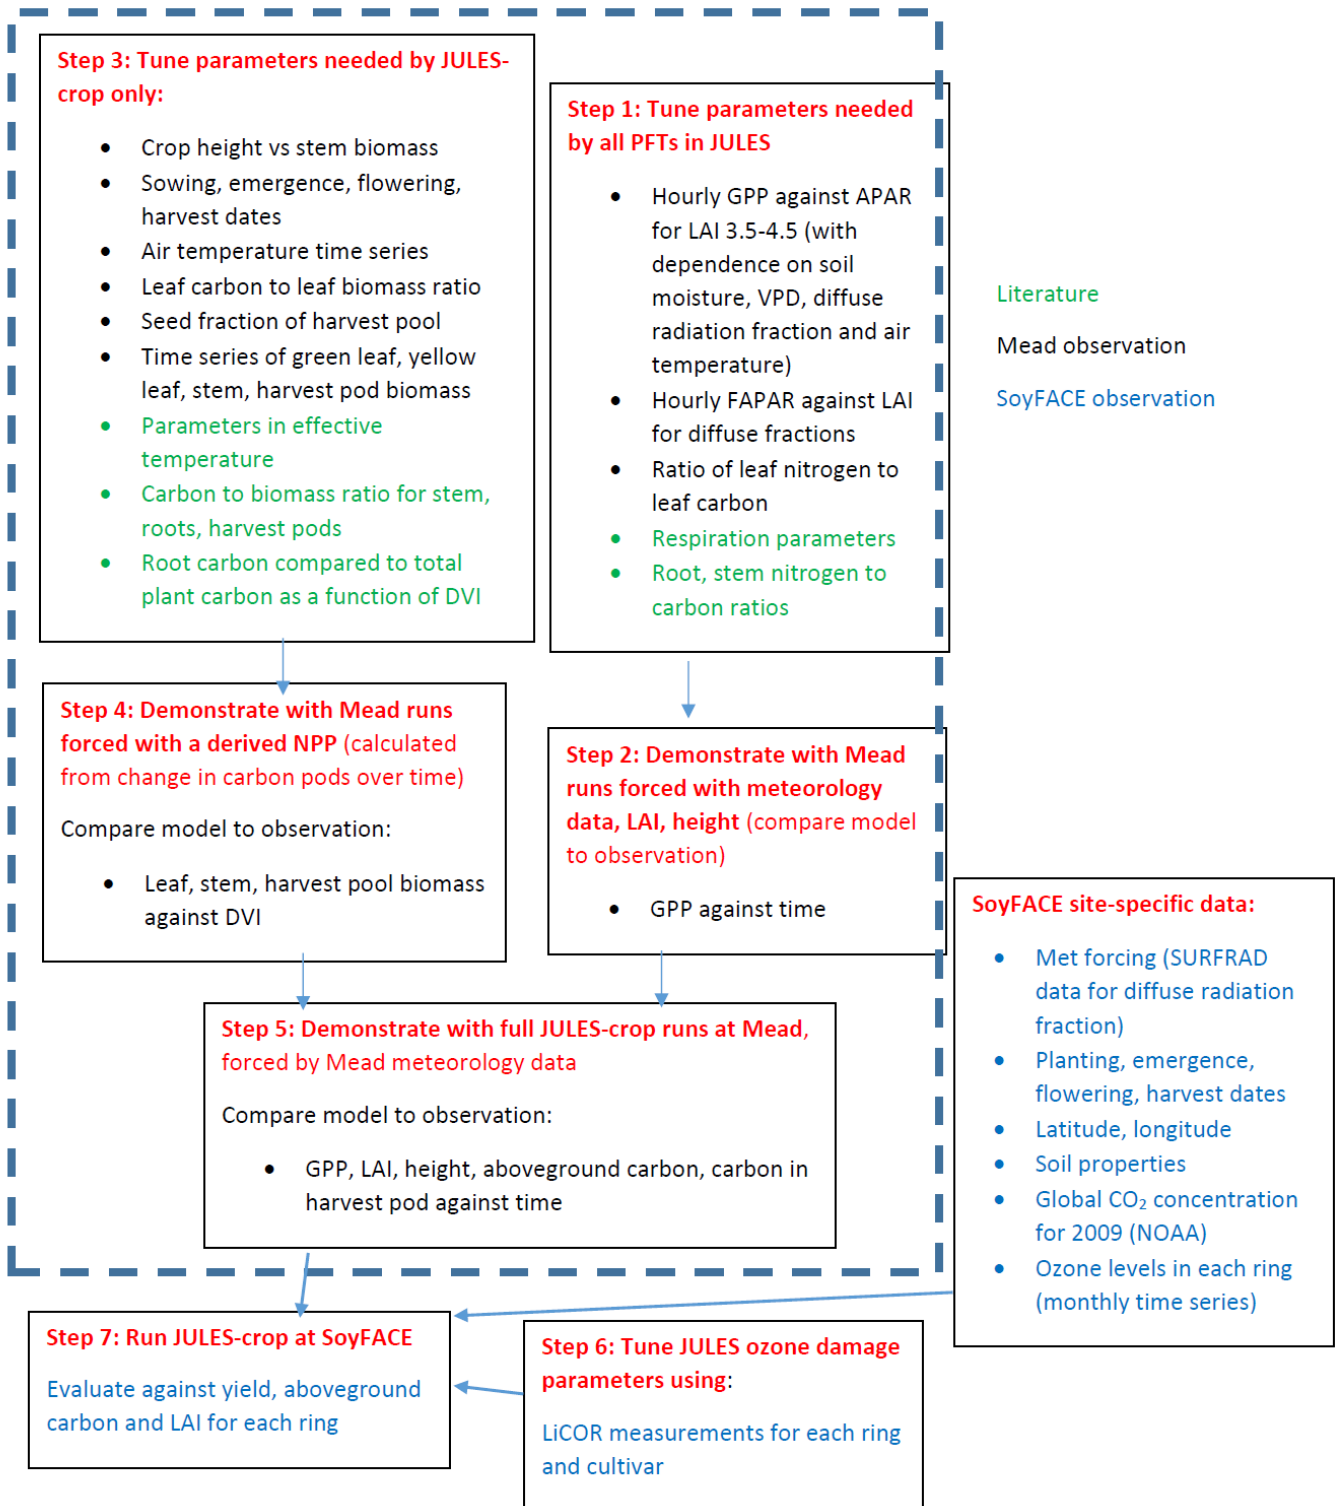 Step 3: Tune parameters needed by JULES-
crop only:
• Crop height vs stem biomass
• Sowing, emergence, flowering,
harvest dates
• Air temperature time series
• Leaf carbon to leaf biomass ratio
• Seed fraction of harvest pool
• Time series of green leaf, yellow
leaf, stem, harvest pod biomass
• Parameters in effective
temperature
• Carbon to biomass ratio for stem,
roots, harvest pods
• Root carbon compared to total
plant carbon as a function of DVI
Step 1: Tune parameters needed
by all PFTs in JULES
• Hourly GPP against APAR
for LAI 3.5-4.5 (with
dependence on soil
moisture, VPD, diffuse
radiation fraction and air
temperature)
• Hourly FAPAR against LAI
for diffuse fractions
• Ratio of leaf nitrogen to
leaf carbon
• Respiration parameters
• Root, stem nitrogen to
carbon ratios
Literature
Mead observation
SoyFACE observation
Step 4: Demonstrate with Mead runs
forced with a derived NPP (calculated
from change in carbon pods over time)
Compare model to observation:
• Leaf, stem, harvest pool biomass
against DVI
Step 2: Demonstrate with Mead
runs forced with meteorology
data, LAI, height (compare model
to observation)
• GPP against time
Step 5: Demonstrate with full JULES-crop runs at Mead,
forced by Mead meteorology data
Compare model to observation:
• GPP, LAI, height, aboveground carbon, carbon in
harvest pod against time
SoyFACE site-specific data:
• Met forcing (SURFRAD
data for diffuse radiation
fraction)
• Planting, emergence,
flowering, harvest dates
• Latitude, longitude
• Soil properties
• Global CO₂ concentration
for 2009 (NOAA)
• Ozone levels in each ring
(monthly time series)
Step 7: Run JULES-crop at SoyFACE
Evaluate against yield, aboveground
carbon and LAI for each ring
Step 6: Tune JULES ozone damage
parameters using:
LiCOR measurements for each ring
and cultivar